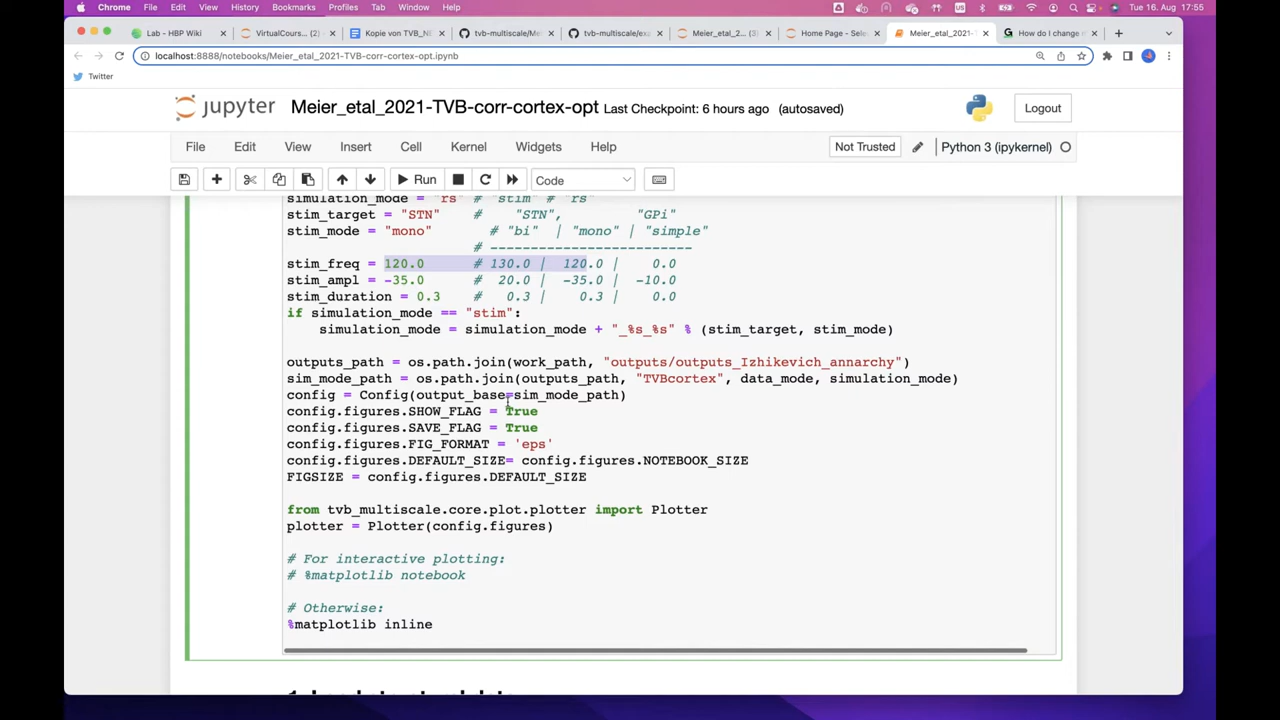 Chrome File Edit View History Bookmarks Profiles Tab Window Help Tue 16. Aug 17:55
Lab - HBP Wiki
VirtualCours... (2)
Kopie von TVB_N
tvb-multiscale/M
tvb-multiscale/ex
Meier_et_2... (3)
Home Page - Sele
Meier_etal_2021-
How do I change
localhost:8888/notebooks/Meier_etal_2021-TVB-corr-cortex-opt.ipynb
Twitter
jupyter Meier_etal_2021-TVB-corr-cortex-opt Last Checkpoint: 6 hours ago (autosaved) Logout
File Edit View Insert Cell Kernel Widgets Help Not Trusted Python 3 (ipykernel)
Run Code
simulation_mode = "rs" # "stim" # "rs"
stim_target = "STN" # "STN", "GPi"
stim_mode = "mono" # "bi" | "mono" | "simple"
# -------------------------
stim_freq = 120.0 # 130.0 | 120.0 | 0.0
stim_ampl = -35.0 # 20.0 | -35.0 | -10.0
stim_duration = 0.3 # 0.3 | 0.3 | 0.0
if simulation_mode == "stim":
simulation_mode = simulation_mode + "_%s_%s" % (stim_target, stim_mode)
outputs_path = os.path.join(work_path, "outputs/outputs_Izhikevich_annarchy")
sim_mode_path = os.path.join(outputs_path, "TVBcortex", data_mode, simulation_mode)
config = Config(output_base=sim_mode_path)
config.figures.SHOW_FLAG = True
config.figures.SAVE_FLAG = True
config.figures.FIG_FORMAT = 'eps'
config.figures.DEFAULT_SIZE= config.figures.NOTEBOOK_SIZE
FIGSIZE = config.figures.DEFAULT_SIZE
from tvb_multiscale.core.plot.plotter import Plotter
plotter = Plotter(config.figures)
# For interactive plotting:
# %matplotlib notebook
# Otherwise:
%matplotlib inline